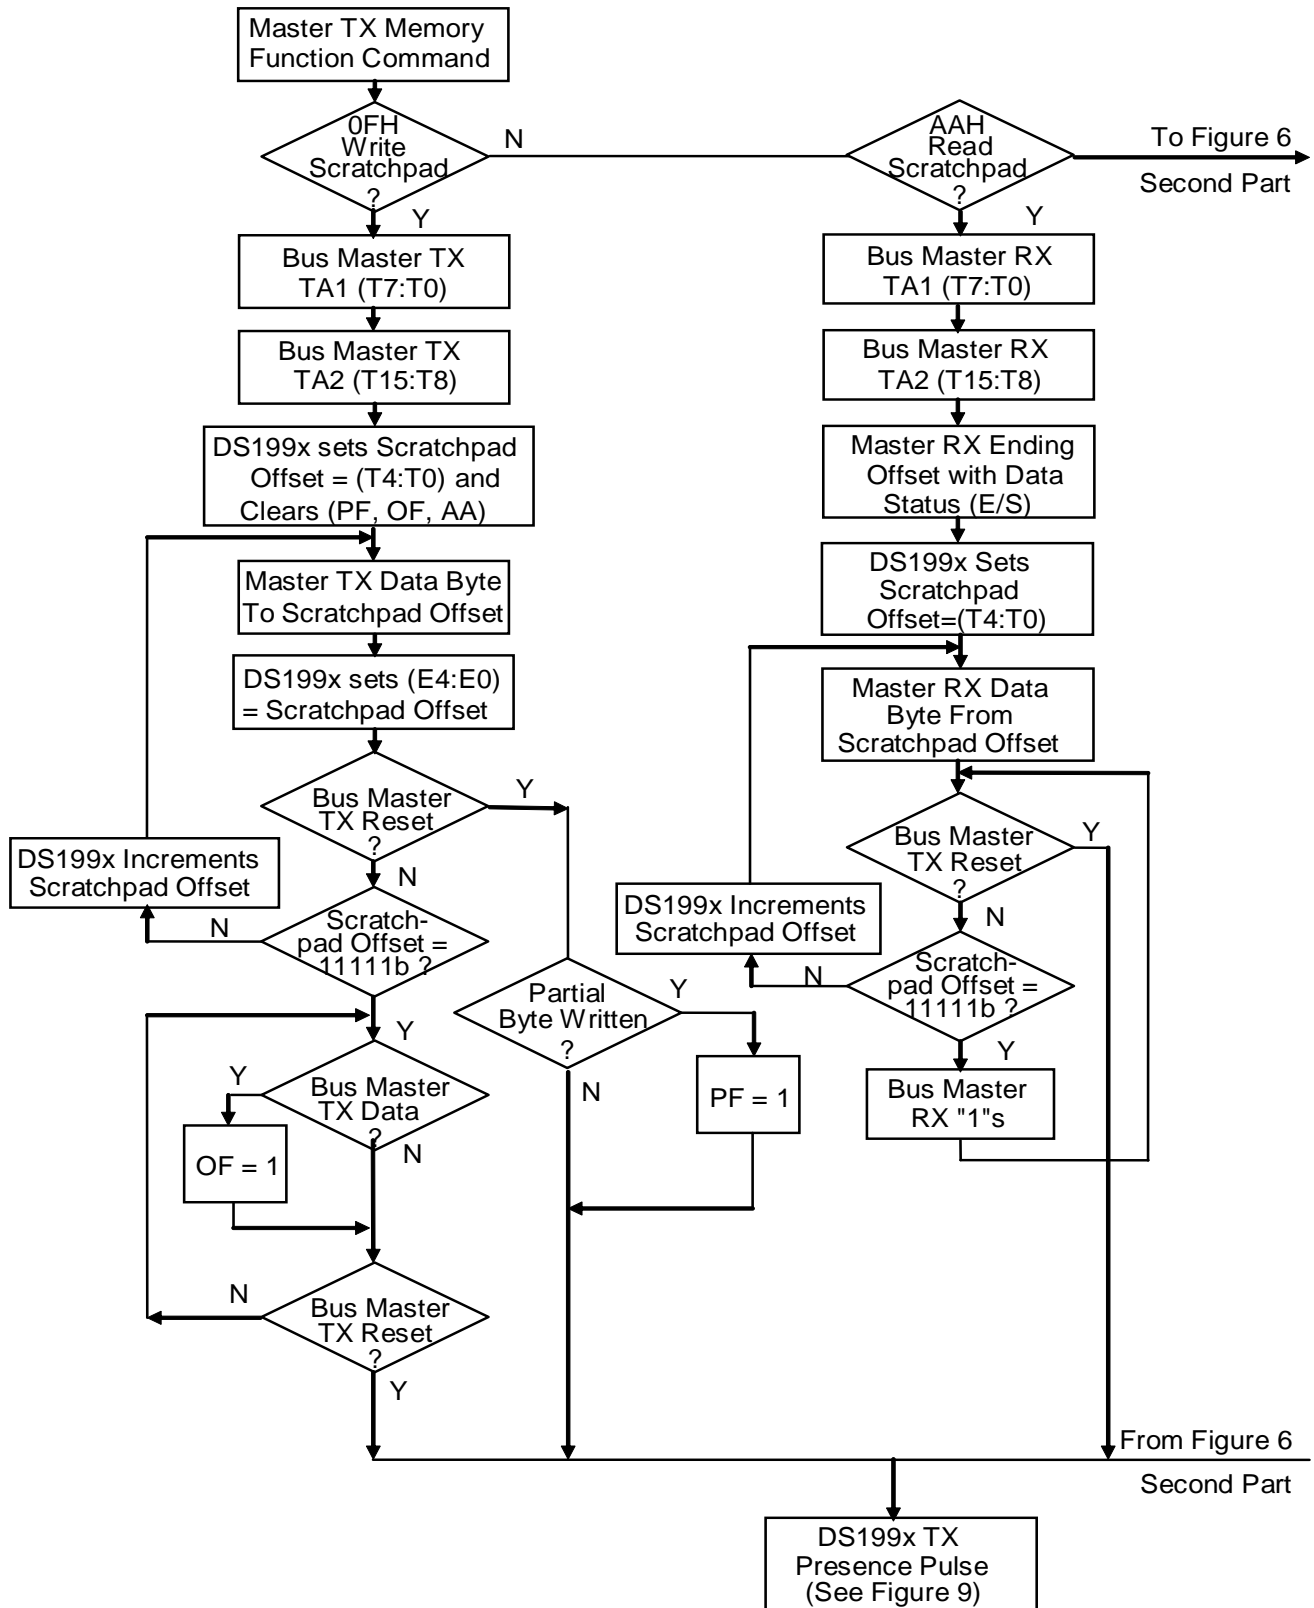 Master TX Memory
Function Command
0FH
Write
Scratchpad
?
N
Y
AAH
Read
Scratchpad
?
Y
To Figure 6
Second Part
Bus Master TX
TA1 (T7:T0)
Bus Master TX
TA2 (T15:T8)
DS199x sets Scratchpad
Offset = (T4:T0) and
Clears (PF, OF, AA)
Master TX Data Byte
To Scratchpad Offset
DS199x sets (E4:E0)
= Scratchpad Offset
Bus Master
TX Reset
?
Y
N
DS199x Increments
Scratchpad Offset
N
Scratch-
pad Offset =
11111b ?
Y
Bus Master
TX Data
?
Y
N
OF = 1
Bus Master
TX Reset
?
N
Y
Partial
Byte Written
?
Y
N
PF = 1
Bus Master RX
TA1 (T7:T0)
Bus Master RX
TA2 (T15:T8)
Master RX Ending
Offset with Data
Status (E/S)
DS199x Sets
Scratchpad
Offset=(T4:T0)
Master RX Data
Byte From
Scratchpad Offset
Bus Master
TX Reset
?
Y
N
DS199x Increments
Scratchpad Offset
N
Scratch-
pad Offset =
11111b ?
Y
Bus Master
RX "1"s
From Figure 6
Second Part
DS199x TX
Presence Pulse
(See Figure 9)